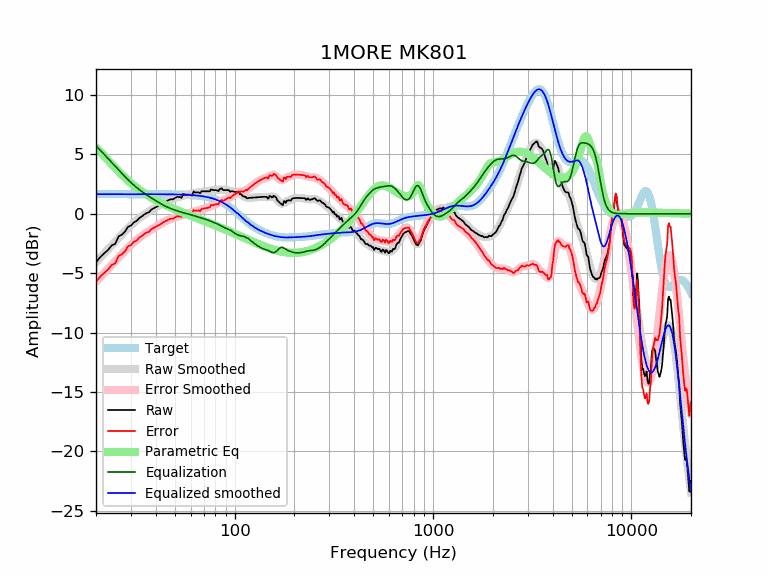 1MORE MK801
10
5
0
−5
−10
−15
−20
−25
Amplitude (dBr)
Target
Raw Smoothed
Error Smoothed
Raw
Error
Parametric Eq
Equalization
Equalized smoothed
100 1000 10000
Frequency (Hz)